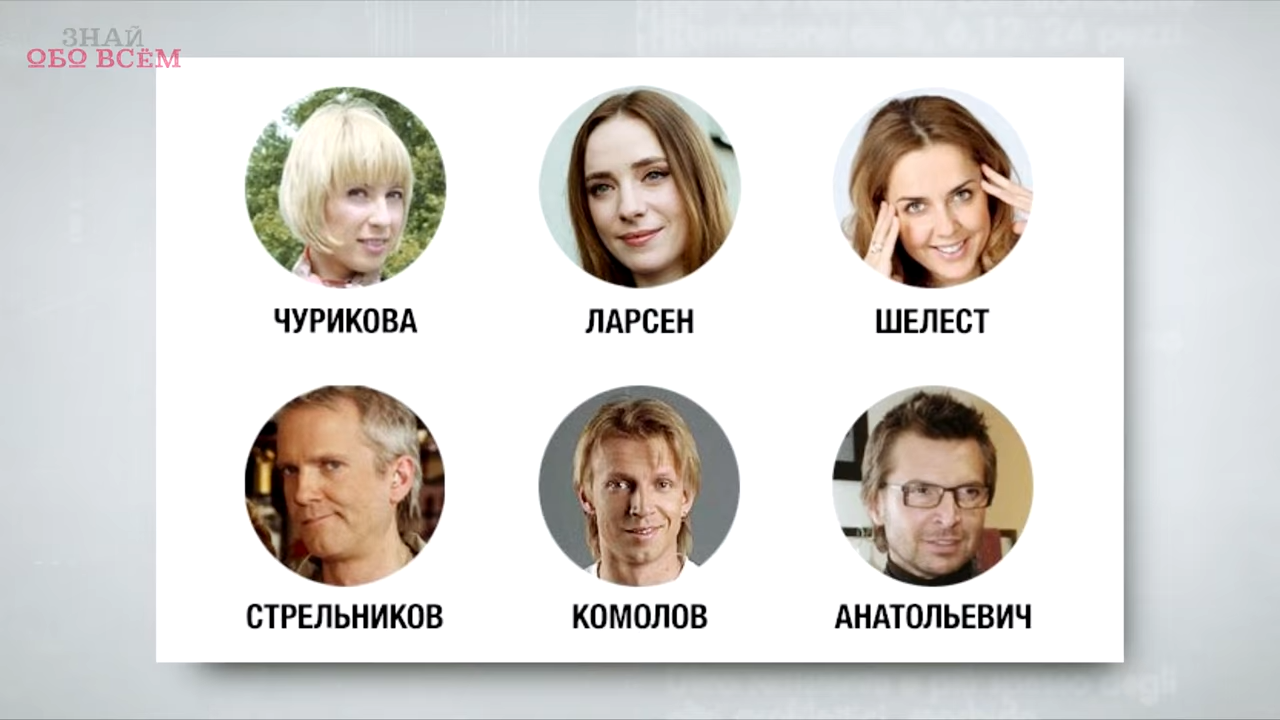 ЗНАЙ
ОБО ВСЁМ
ЧУРИКОВА
ЛАРСЕН
ШЕЛЕСТ
СТРЕЛЬНИКОВ
КОМОЛОВ
АНАТОЛЬЕВИЧ